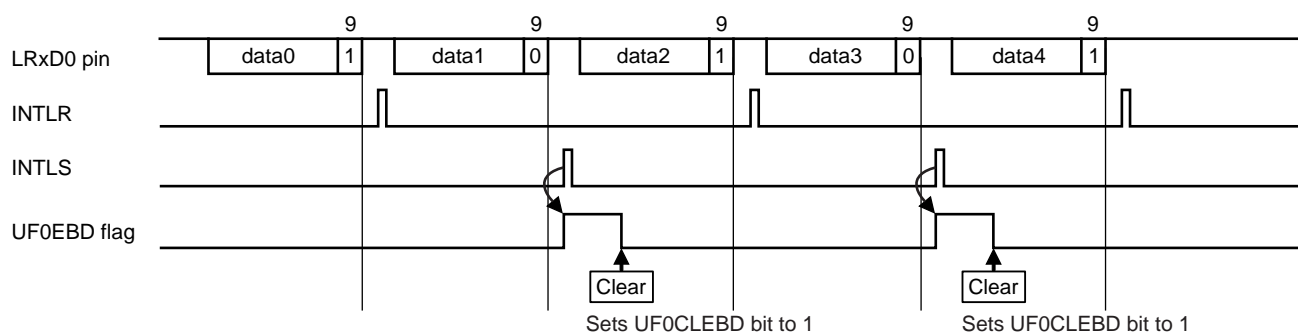 9 9 9 9 9
LRxD0 pin data0 1 data1 0 data2 1 data3 0 data4 1
INTLR
INTLS
UF0EBD flag
Clear Clear
Sets UF0CLEBD bit to 1 Sets UF0CLEBD bit to 1